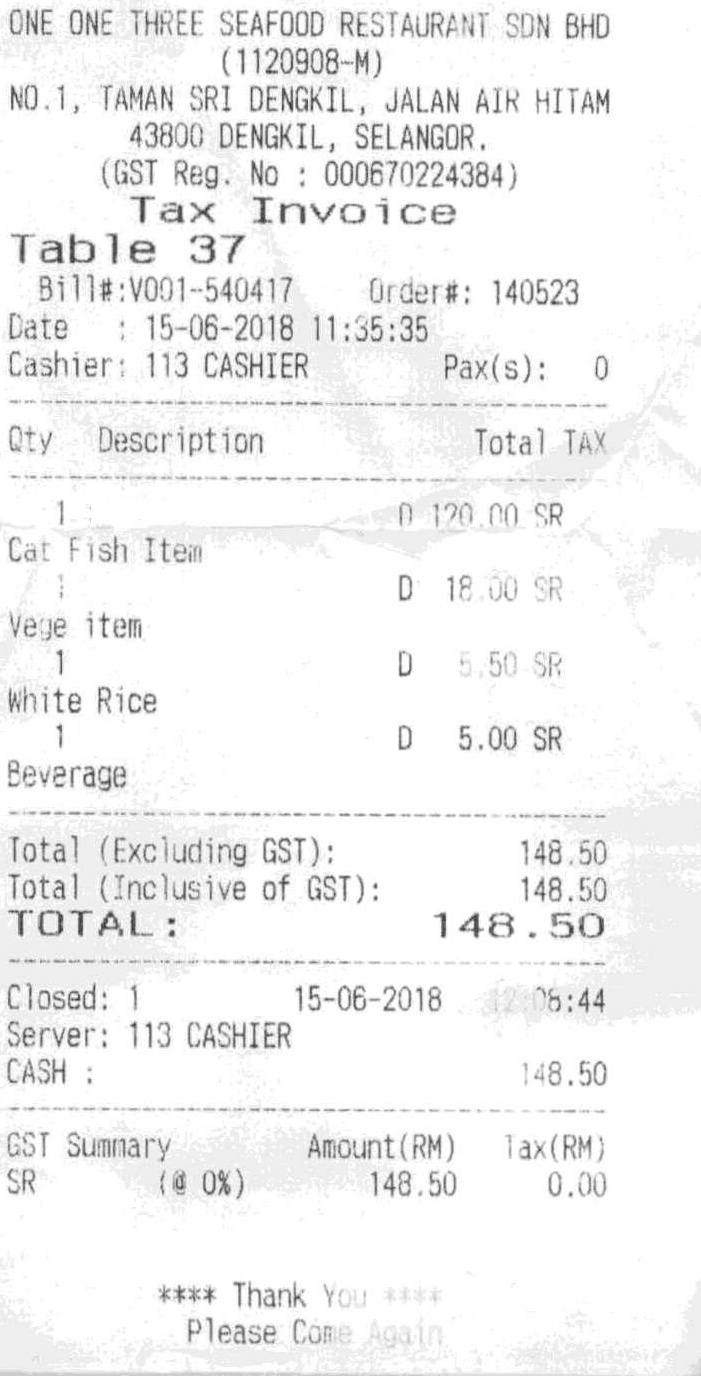 ONE ONE THREE SEAFOOD RESTAURANT SDN BHD
(1120908-M)
NO.1, TAMAN SRI DENGKIL, JALAN AIR HITAM
43800 DENGKIL, SELANGOR.
(GST Reg. No : 000670224384)
Tax Invoice
Table 37
Bill#:V001-540417 Order#: 140523
Date : 15-06-2018 11:35:35
Cashier: 113 CASHIER Pax(s): 0
Qty Description Total TAX
1 D 120.00 SR
Cat Fish Item
1 D 18.00 SR
Vege item
1 D 5.50 SR
White Rice
1 D 5.00 SR
Beverage
Total (Excluding GST): 148.50
Total (Inclusive of GST): 148.50
TOTAL: 148.50
Closed: 1 15-06-2018 12:06:44
Server: 113 CASHIER
CASH : 148.50
GST Summary Amount(RM) Tax(RM)
SR (@ 0%) 148.50 0.00
**** Thank You ****
Please Come Again